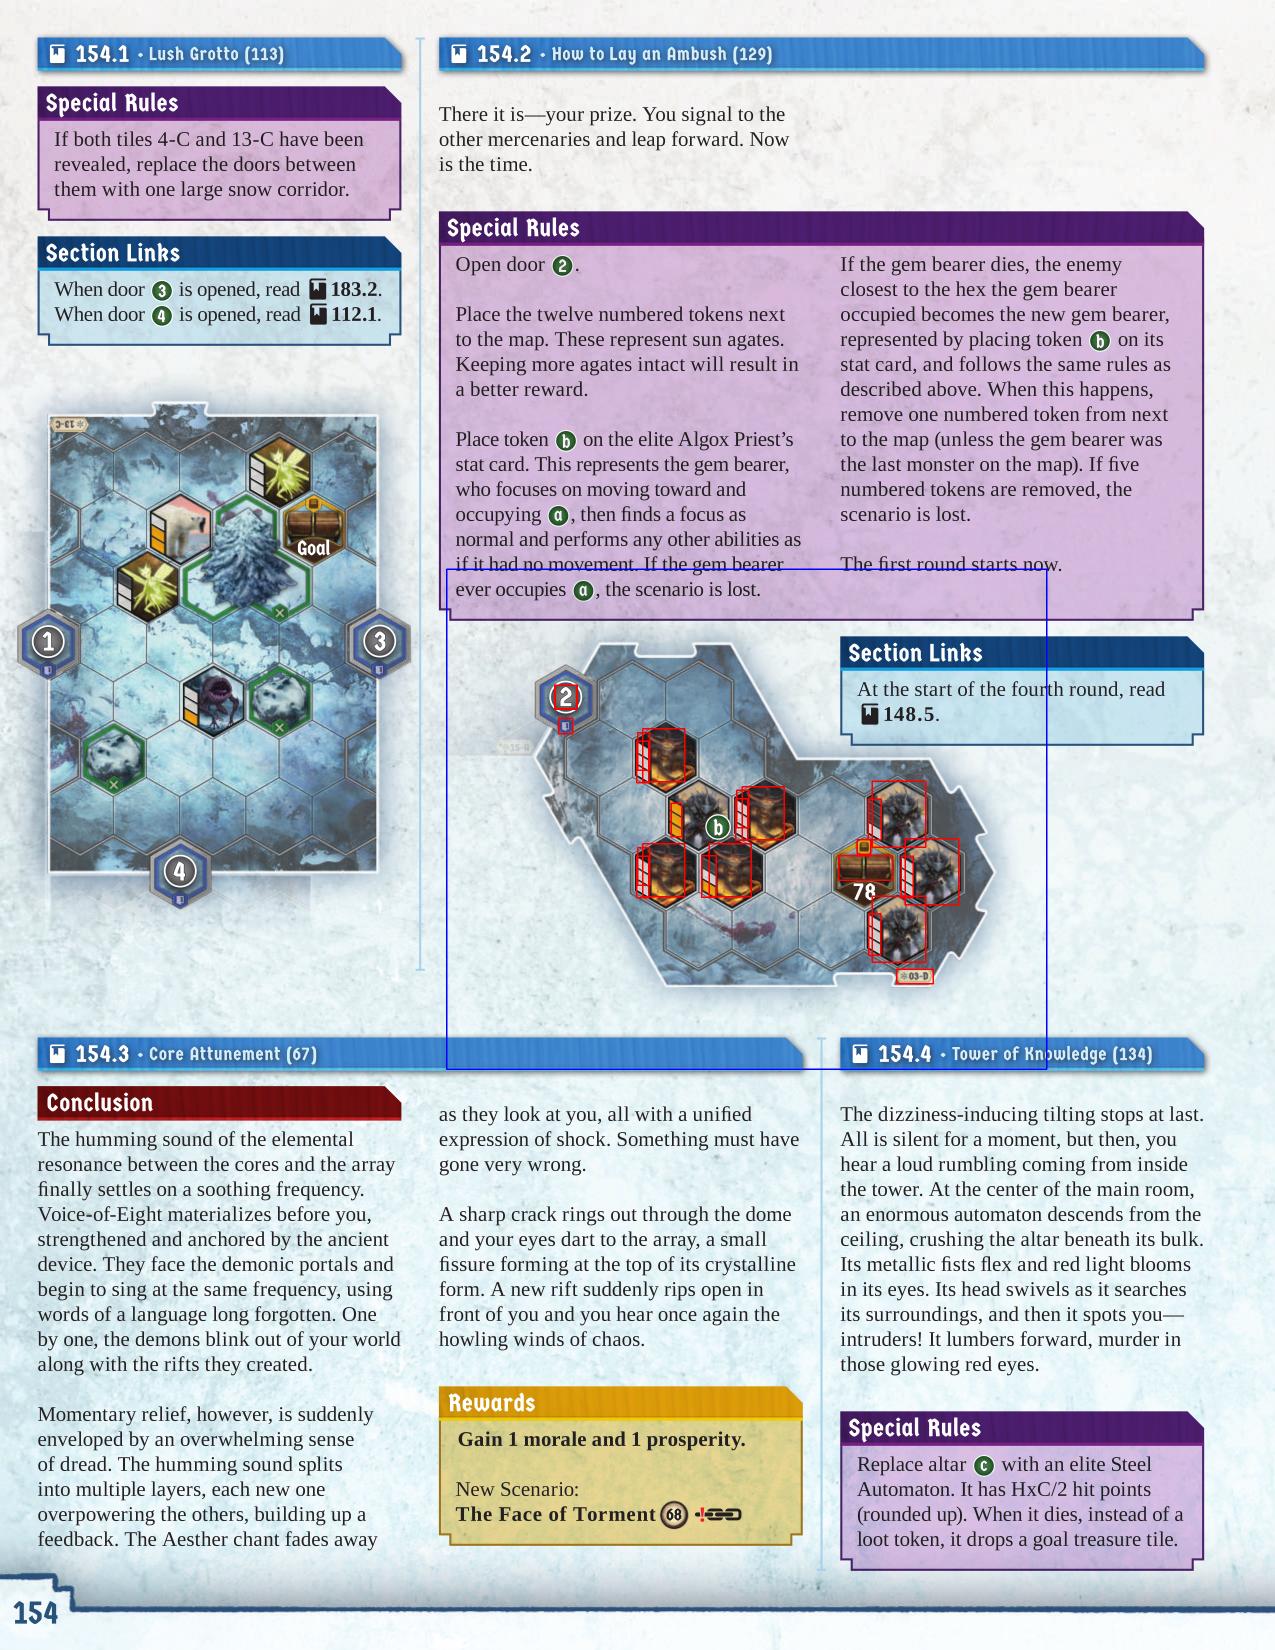 154.1 • Lush Grotto (113)
Special Rules
If both tiles 4-C and 13-C have been
revealed, replace the doors between
them with one large snow corridor.
Section Links
When door 3 is opened, read 183.2.
When door 4 is opened, read 112.1.
13-C
Goal
1
3
4
154.2 • How to Lay an Ambush (129)
There it is—your prize. You signal to the
other mercenaries and leap forward. Now
is the time.
Special Rules
Open door 2.
Place the twelve numbered tokens next
to the map. These represent sun agates.
Keeping more agates intact will result in
a better reward.
Place token b on the elite Algox Priest’s
stat card. This represents the gem bearer,
who focuses on moving toward and
occupying a, then finds a focus as
normal and performs any other abilities as
if it had no movement. If the gem bearer
ever occupies a, the scenario is lost.
If the gem bearer dies, the enemy
closest to the hex the gem bearer
occupied becomes the new gem bearer,
represented by placing token b on its
stat card, and follows the same rules as
described above. When this happens,
remove one numbered token from next
to the map (unless the gem bearer was
the last monster on the map). If five
numbered tokens are removed, the
scenario is lost.
The first round starts now.
Section Links
At the start of the fourth round, read
148.5.
2
b
78
03-D
154.3 • Core Attunement (67)
Conclusion
The humming sound of the elemental
resonance between the cores and the array
finally settles on a soothing frequency.
Voice-of-Eight materializes before you,
strengthened and anchored by the ancient
device. They face the demonic portals and
begin to sing at the same frequency, using
words of a language long forgotten. One
by one, the demons blink out of your world
along with the rifts they created.
Momentary relief, however, is suddenly
enveloped by an overwhelming sense
of dread. The humming sound splits
into multiple layers, each new one
overpowering the others, building up a
feedback. The Aesther chant fades away
as they look at you, all with a unified
expression of shock. Something must have
gone very wrong.
A sharp crack rings out through the dome
and your eyes dart to the array, a small
fissure forming at the top of its crystalline
form. A new rift suddenly rips open in
front of you and you hear once again the
howling winds of chaos.
Rewards
Gain 1 morale and 1 prosperity.
New Scenario:
The Face of Torment 68
154.4 • Tower of Knowledge (134)
The dizziness-inducing tilting stops at last.
All is silent for a moment, but then, you
hear a loud rumbling coming from inside
the tower. At the center of the main room,
an enormous automaton descends from the
ceiling, crushing the altar beneath its bulk.
Its metallic fists flex and red light blooms
in its eyes. Its head swivels as it searches
its surroundings, and then it spots you—
intruders! It lumbers forward, murder in
those glowing red eyes.
Special Rules
Replace altar c with an elite Steel
Automaton. It has HxC/2 hit points
(rounded up). When it dies, instead of a
loot token, it drops a goal treasure tile.
154